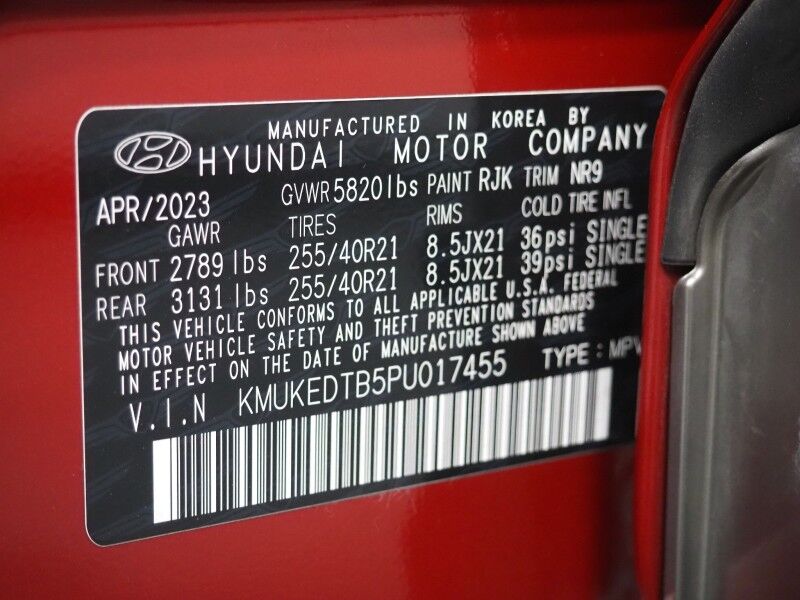 MANUFACTURED IN KOREA BY
HYUNDAI MOTOR COMPANY
APR/2023 GVWR 5820 lbs PAINT RJK TRIM NR9
GAWR TIRES RIMS COLD TIRE INFL
FRONT 2789 lbs 255/40R21 8.5JX21 36psi SINGLE
REAR 3131 lbs 255/40R21 8.5JX21 39psi SINGLE
THIS VEHICLE CONFORMS TO ALL APPLICABLE U.S.A. FEDERAL
MOTOR VEHICLE SAFETY AND THEFT PREVENTION STANDARDS
IN EFFECT ON THE DATE OF MANUFACTURE SHOWN ABOVE
V.I.N KMUKEDTB5PU017455 TYPE : MPV